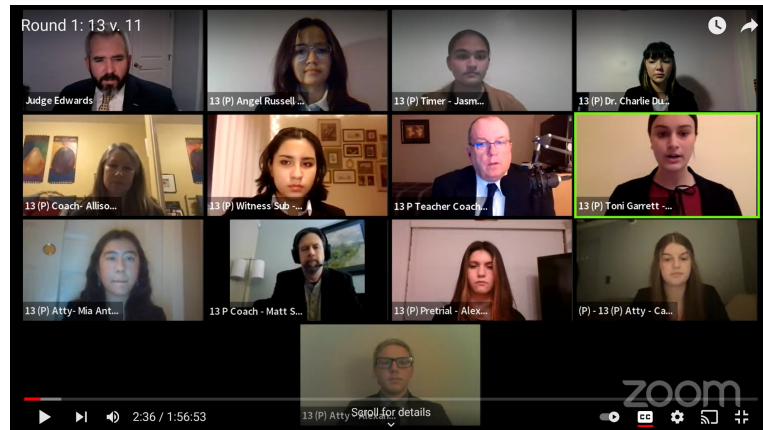 Round 1: 13 v. 11
Judge Edwards
13 (P) Angel Russell ...
13 (P) Timer - Jasm...
13 (P) Dr. Charlie Du...
13 (P) Coach- Alliso...
13 (P) Witness Sub -...
13 P Teacher Coach...
13 (P) Toni Garrett -...
13 (P) Atty- Mia Ant...
13 P Coach - Matt S...
13 (P) Pretrial - Alex...
(P) - 13 (P) Atty - Ca...
zoom
2:36 / 1:56:53
13 (P) Atty
Scroll for details
CC